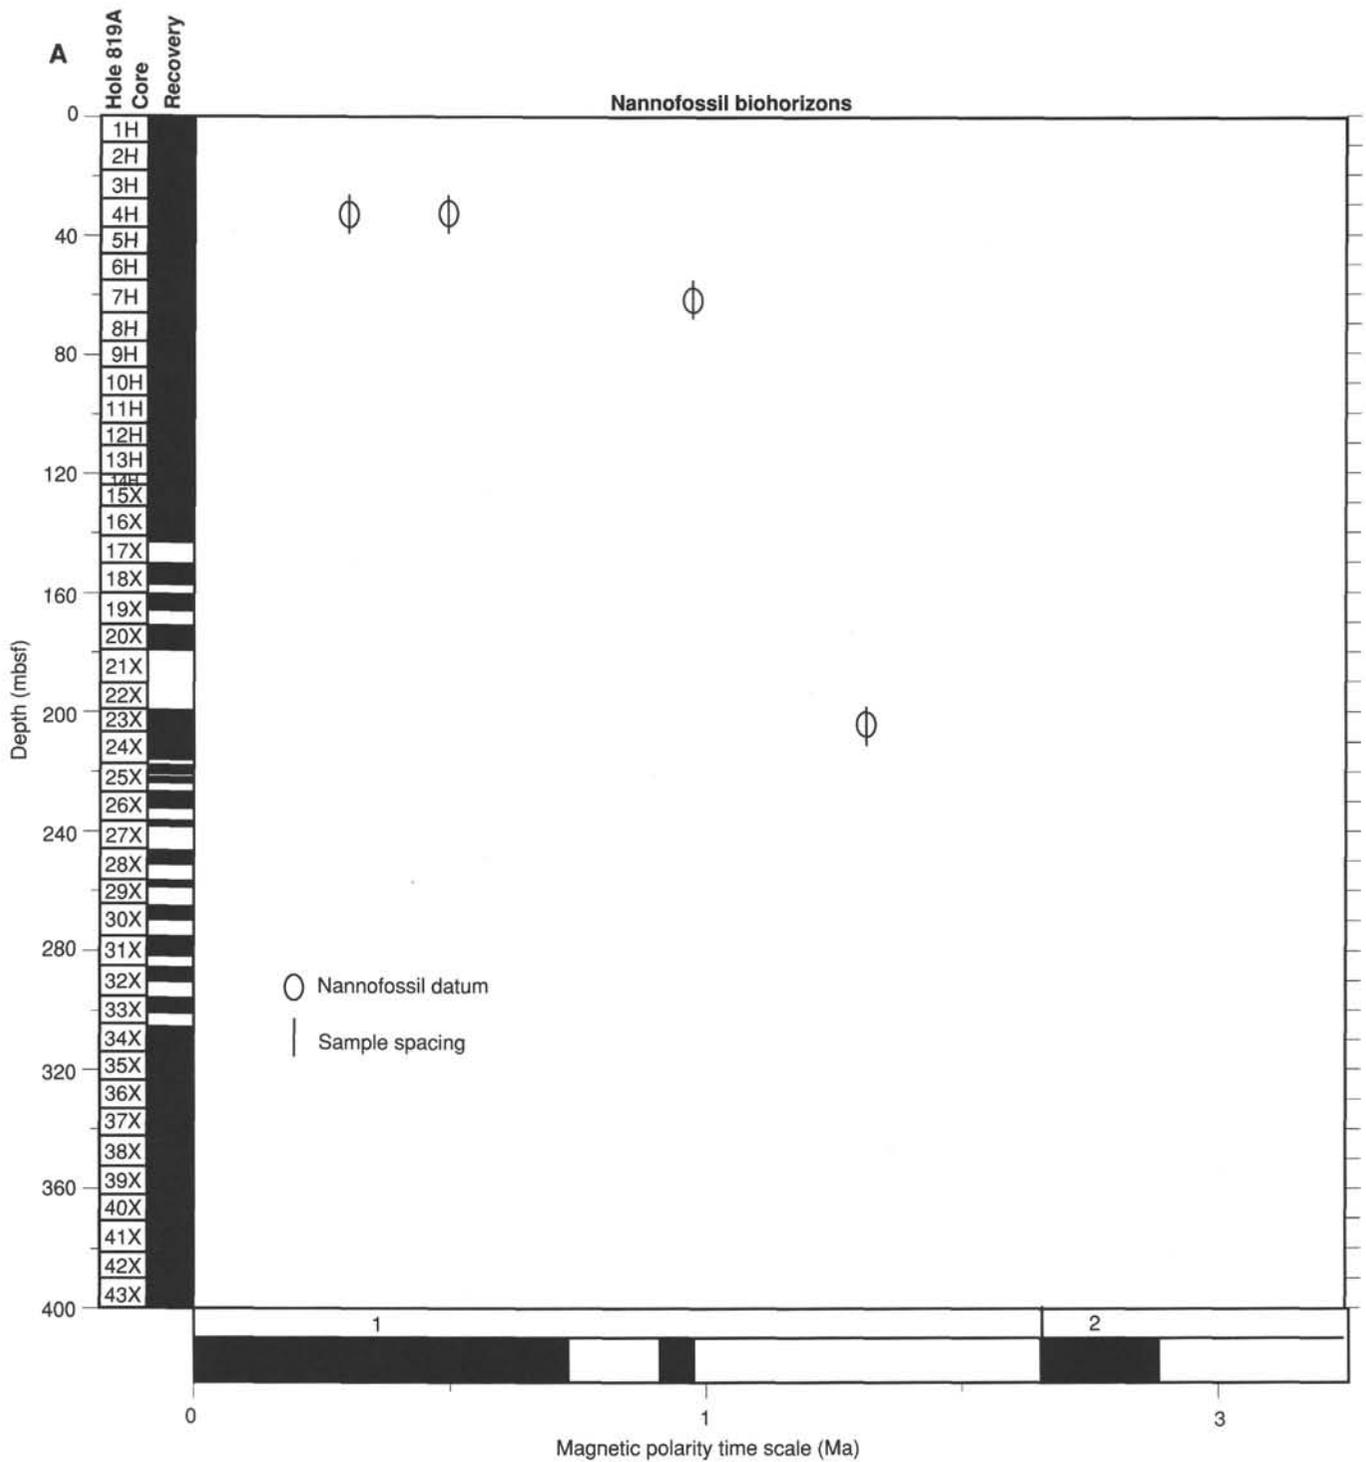 A
Hole 819A
Core
Recovery
Nannofossil biohorizons
0
40
80
120
160
200
240
280
320
360
400
Depth (mbsf)
1H
2H
3H
4H
5H
6H
7H
8H
9H
10H
11H
12H
13H
14H
15X
16X
17X
18X
19X
20X
21X
22X
23X
24X
25X
26X
27X
28X
29X
30X
31X
32X
33X
34X
35X
36X
37X
38X
39X
40X
41X
42X
43X
Nannofossil datum
Sample spacing
1 2
0 1 3
Magnetic polarity time scale (Ma)